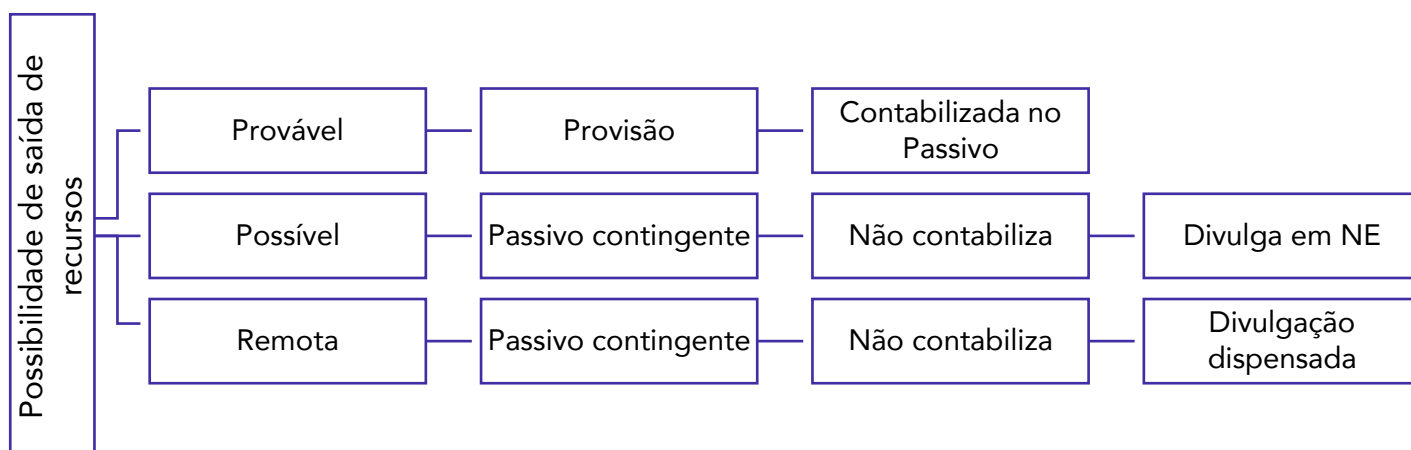 Possibilidade de saída de
recursos
Provável
Provisão
Contabilizada no
Passivo
Possível
Passivo contingente
Não contabiliza
Divulga em NE
Remota
Passivo contingente
Não contabiliza
Divulgação
dispensada